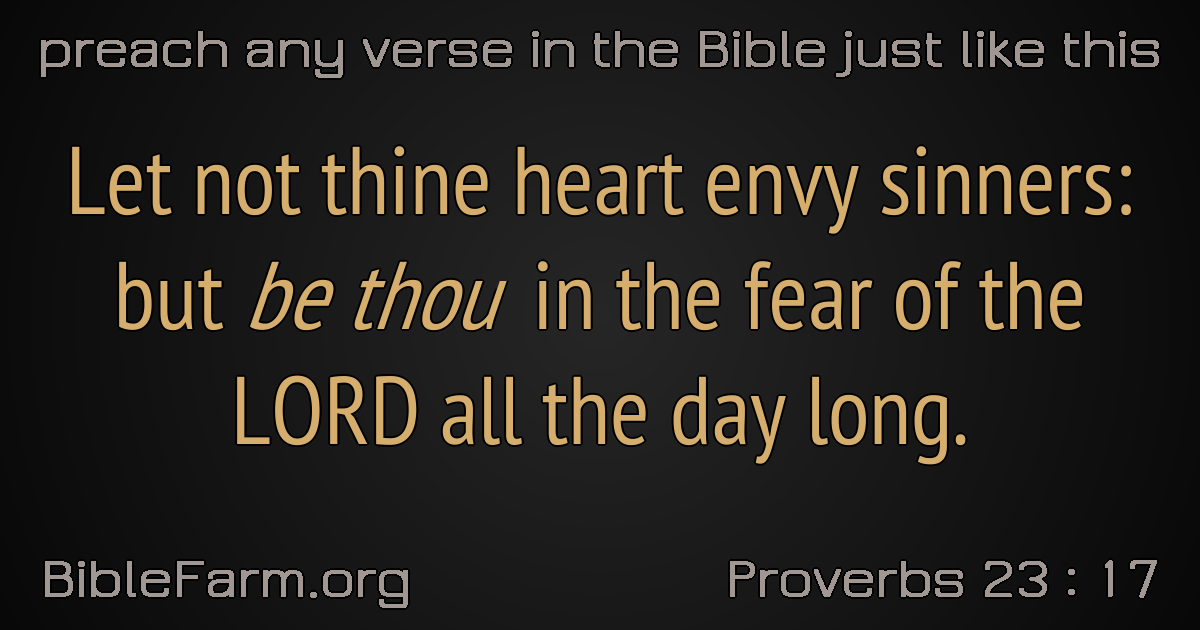 preach any verse in the Bible just like this
Let not thine heart envy sinners:
but be thou in the fear of the
LORD all the day long.
BibleFarm.org
Proverbs 23 : 17